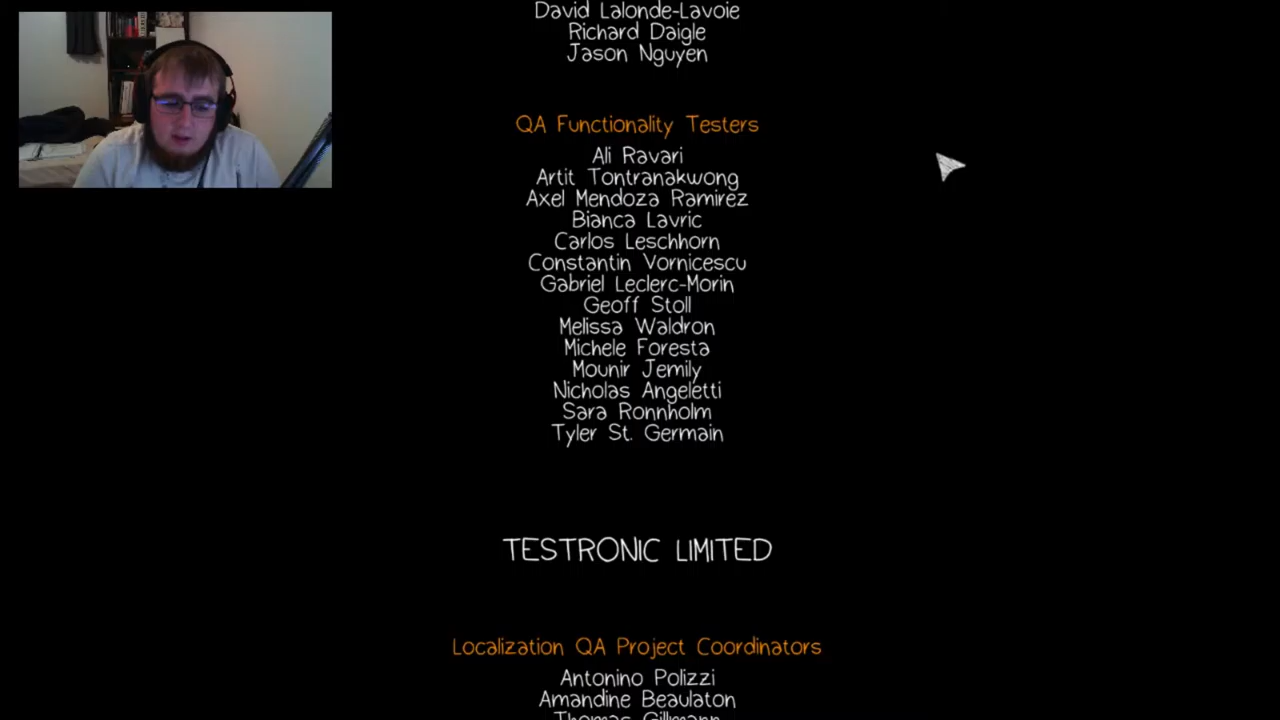 David Lalonde-Lavoie
Richard Daigle
Jason Nguyen
QA Functionality Testers
Ali Ravari
Artit Tontranakwong
Axel Mendoza Ramirez
Bianca Lavric
Carlos Leschhorn
Constantin Vornicescu
Gabriel Leclerc-Morin
Geoff Stoll
Melissa Waldron
Michele Foresta
Mounir Jemily
Nicholas Angeletti
Sara Ronnholm
Tyler St. Germain
TESTRONIC LIMITED
Localization QA Project Coordinators
Antonino Polizzi
Amandine Beaulaton
Thomas Gillmann